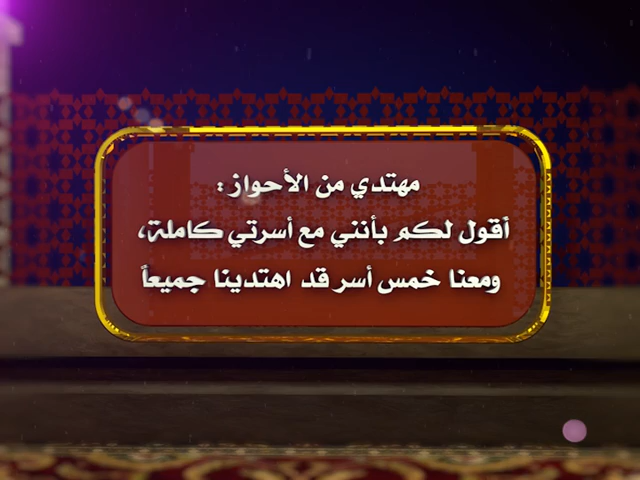 مهتدي من الأحواز :
أقول لكم بأنني مع أسرتي كاملة،
ومعنا خمس أسر قد اهتدينا جميعاً